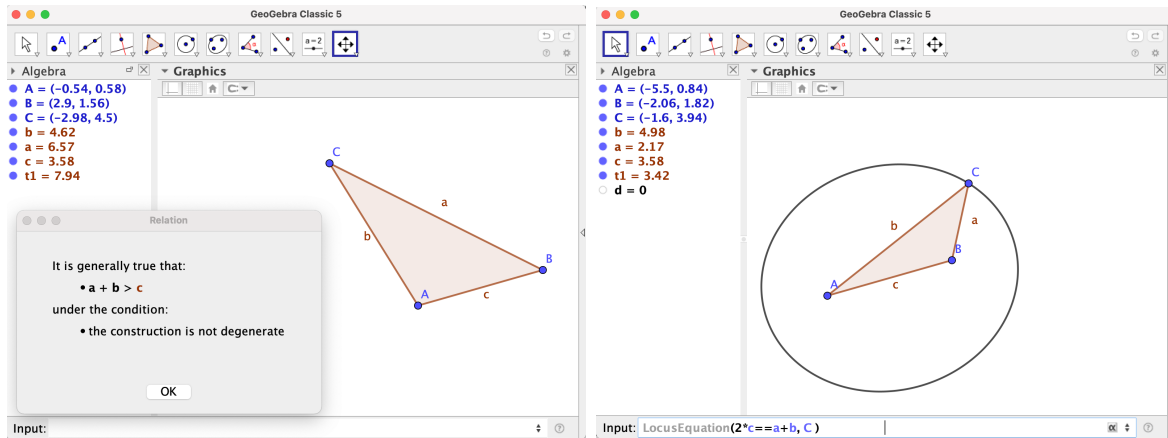 GeoGebra Classic 5
A
a=2
Algebra
Graphics
A = (-0.54, 0.58)
B = (2.9, 1.56)
C = (-2.98, 4.5)
b = 4.62
a = 6.57
c = 3.58
t1 = 7.94
C
a
b
B
A
c
Relation
It is generally true that:
• a + b > c
under the condition:
• the construction is not degenerate
OK
Input:
GeoGebra Classic 5
A
a=2
Algebra
Graphics
A = (-5.5, 0.84)
B = (-2.06, 1.82)
C = (-1.6, 3.94)
b = 4.98
a = 2.17
c = 3.58
t1 = 3.42
d = 0
C
b
a
B
A
c
Input: LocusEquation(2*c==a+b, C )
α